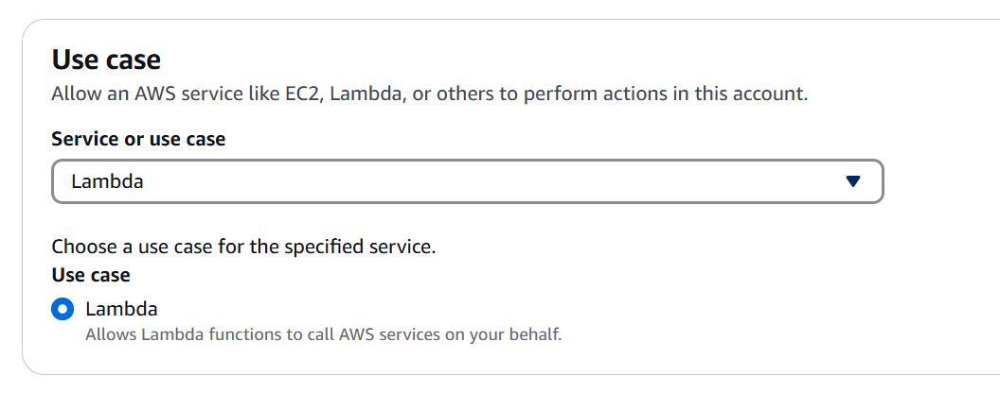 Use case
Allow an AWS service like EC2, Lambda, or others to perform actions in this account.
Service or use case
Lambda
Choose a use case for the specified service.
Use case
Lambda
Allows Lambda functions to call AWS services on your behalf.